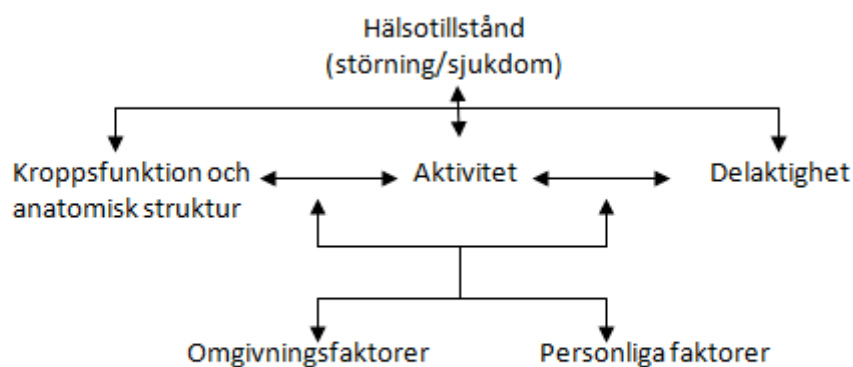 Hälsotillstånd
(störning/sjukdom)
Kroppsfunktion och
anatomisk struktur
Aktivitet
Delaktighet
Omgivningsfaktorer
Personliga faktorer